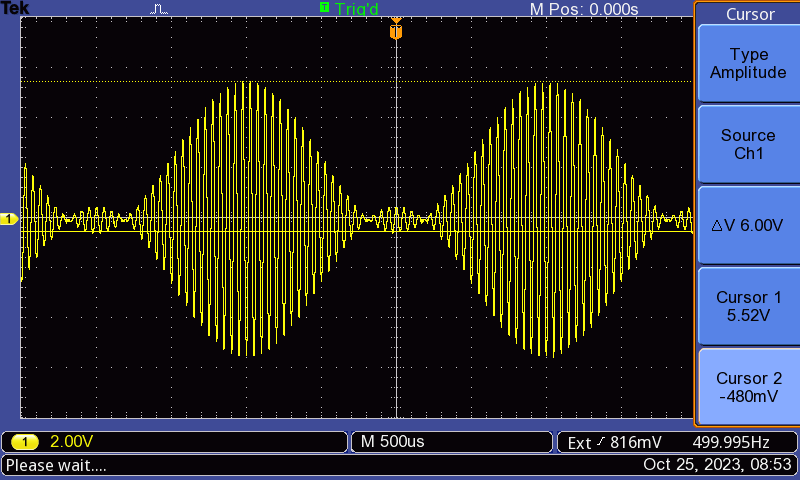 Tek
T Trig'd
M Pos: 0.000s
T
1
Cursor
Type
Amplitude
Source
Ch1
△V 6.00V
Cursor 1
5.52V
Cursor 2
-480mV
1 2.00V
M 500us
Ext 816mV 499.995Hz
Please wait....
Oct 25, 2023, 08:53